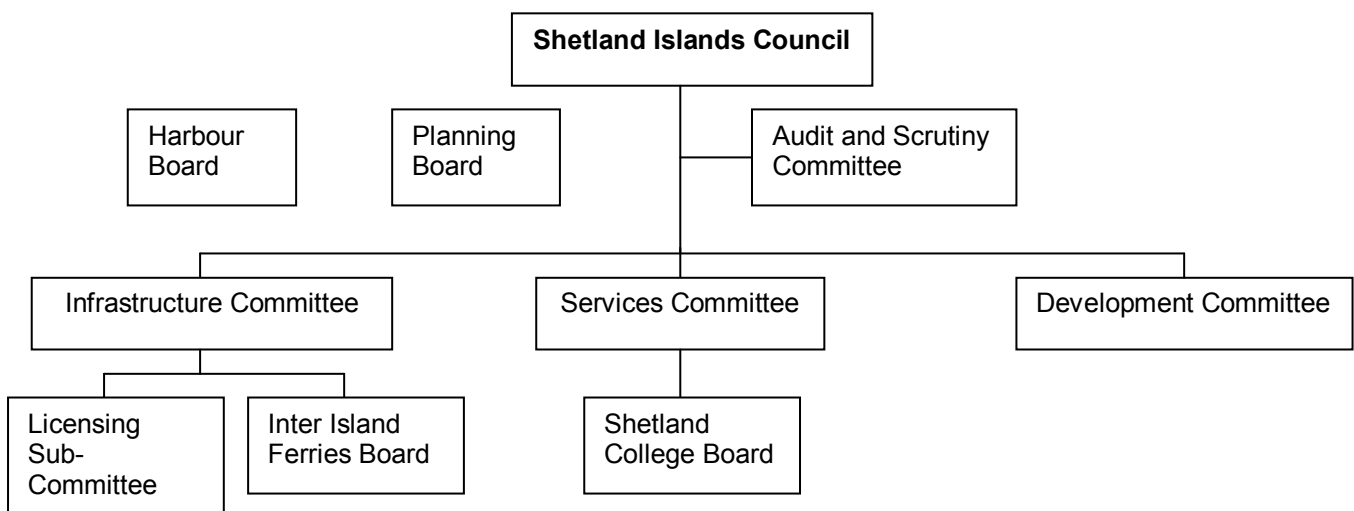 Shetland Islands Council
Harbour
Board
Planning
Board
Audit and Scrutiny
Committee
Infrastructure Committee
Services Committee
Development Committee
Licensing
Sub-
Committee
Inter Island
Ferries Board
Shetland
College Board